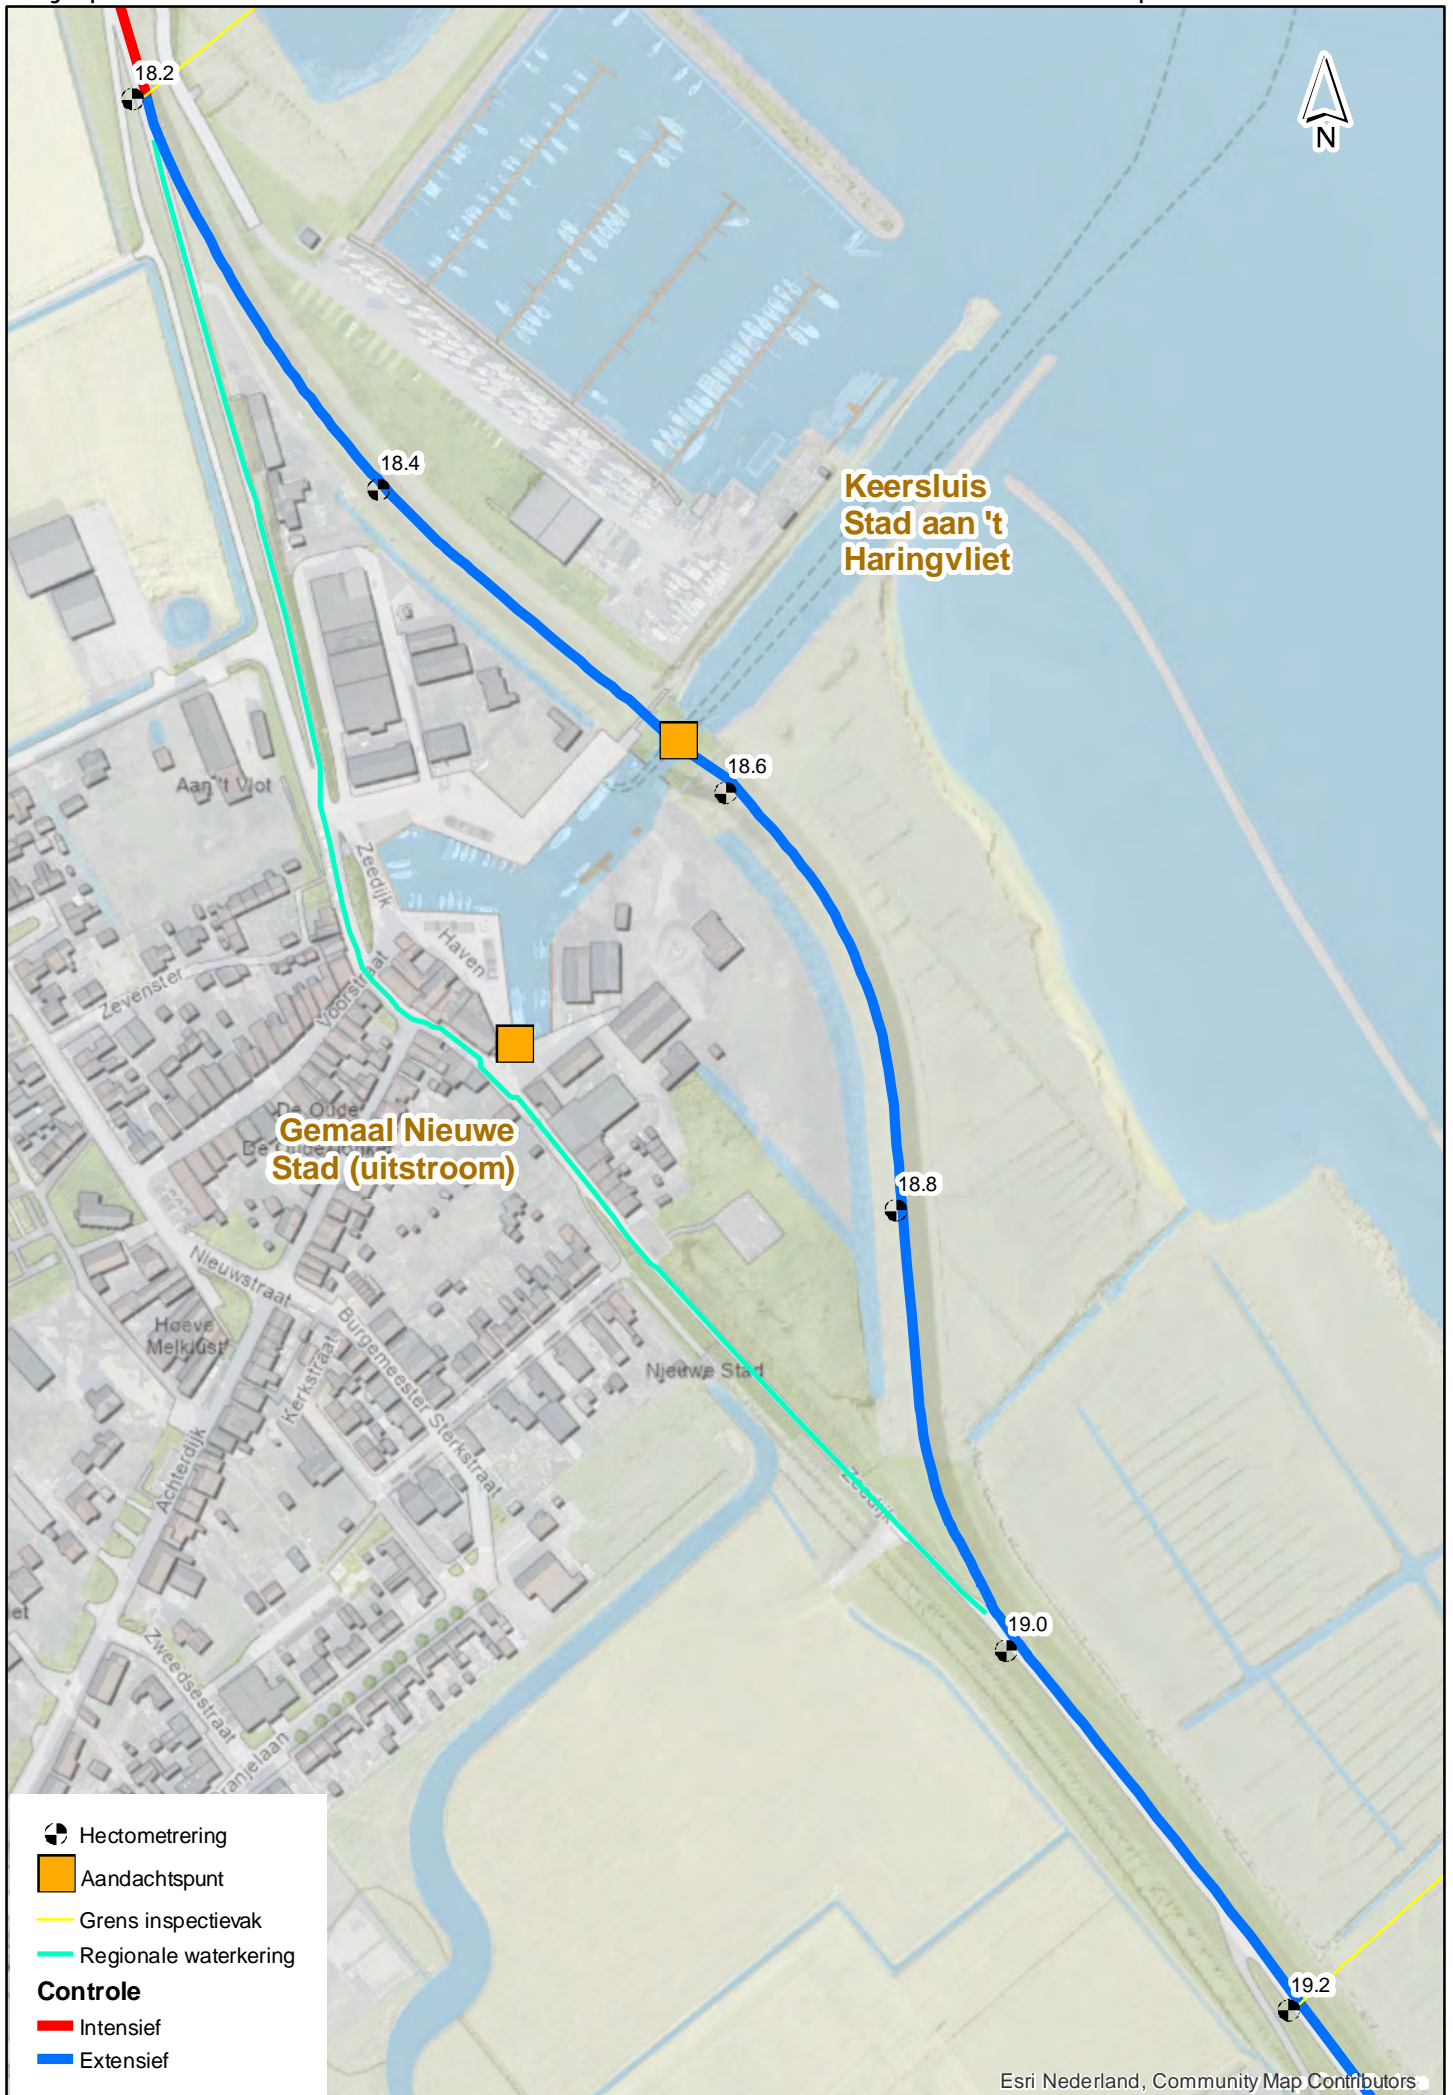 18.2
N
18.4
Keersluis
Stad aan 't
Haringvliet
18.6
Aan 't Vlot
Zeedijk
Haven
Zevenster
Voorstraat
De Oude
Gemaal Nieuwe
Stad (uitstroom)
18.8
Nieuwstraat
Hoeve
Melklust
Burgemeester Sterkstraat
Kerkstraat
Nieuwe Stad
Achterdijk
Zeedijk
19.0
Zweedsestraat
Hectometrering
Aandachtspunt
Grens inspectievak
Regionale waterkering
Controle
Intensief
Extensief
19.2
Esri Nederland, Community Map Contributors